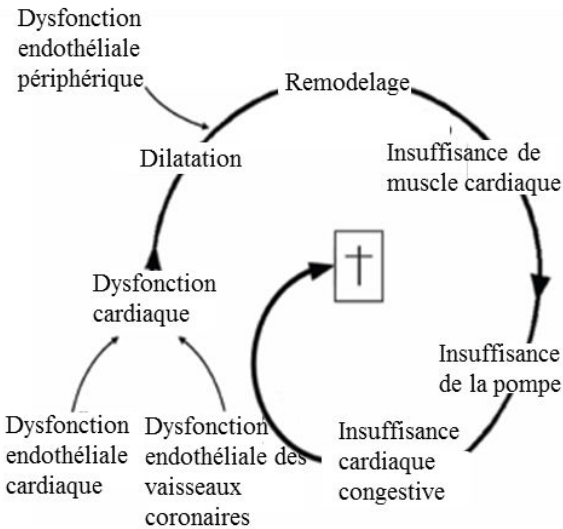 Dysfonction
endothéliale
périphérique
Remodelage
Dilatation
Insuffisance de
muscle cardiaque
Dysfonction
cardiaque
Insuffisance
de la pompe
Dysfonction
endothéliale
cardiaque
Dysfonction
endothéliale des
vaisseaux
coronaires
Insuffisance
cardiaque
congestive